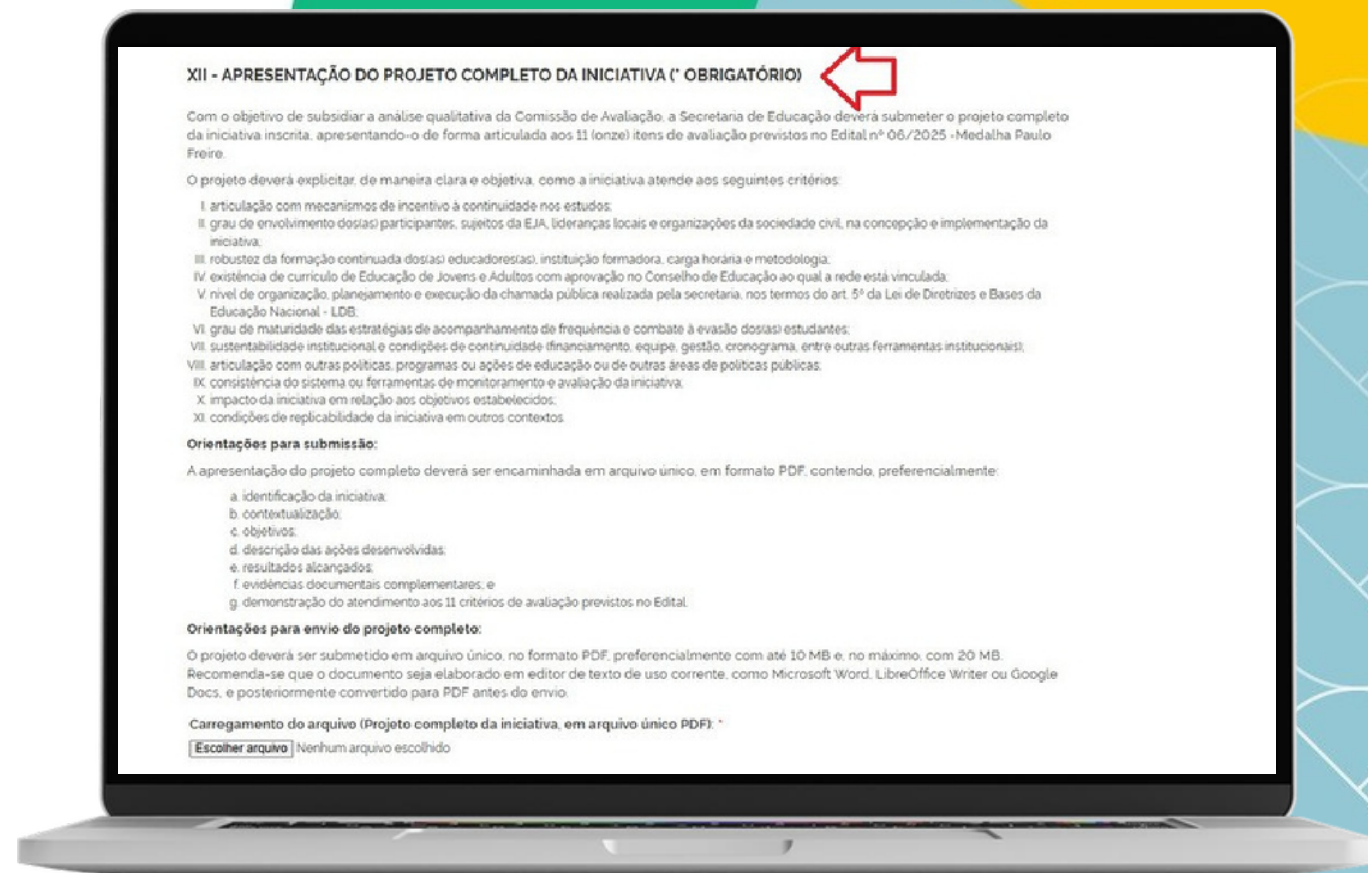 XII - APRESENTAÇÃO DO PROJETO COMPLETO DA INICIATIVA (* OBRIGATÓRIO)
Com o objetivo de subsidiar a análise qualitativa da Comissão de Avaliação, a Secretaria de Educação deverá submeter o projeto completo
da iniciativa inscrita, apresentando-o de forma articulada aos 11 (onze) itens de avaliação previstos no Edital nº 06/2025 - Medalha Paulo
Freire.
O projeto deverá explicitar, de maneira clara e objetiva, como a iniciativa atende aos seguintes critérios:
I. articulação com mecanismos de incentivo à continuidade nos estudos;
II. grau de envolvimento dos(as) participantes, sujeitos da EJA, lideranças locais e organizações da sociedade civil, na concepção e implementação da
iniciativa;
III. robustez da formação continuada dos(as) educadores(as), instituição formadora, carga horária e metodologia;
IV. existência de currículo de Educação de Jovens e Adultos com aprovação no Conselho de Educação ao qual a rede está vinculada;
V. nível de organização, planejamento e execução da chamada pública realizada pela secretaria, nos termos do art. 5º da Lei de Diretrizes e Bases da
Educação Nacional - LDB;
VI. grau de maturidade das estratégias de acompanhamento de frequência e combate à evasão dos(as) estudantes;
VII. sustentabilidade institucional e condições de continuidade (financiamento, equipe, gestão, cronograma, entre outras ferramentas institucionais);
VIII. articulação com outras políticas, programas ou ações de educação ou de outras áreas de políticas públicas;
IX. consistência do sistema ou ferramentas de monitoramento e avaliação da iniciativa;
X. impacto da iniciativa em relação aos objetivos estabelecidos;
XI. condições de replicabilidade da iniciativa em outros contextos.
Orientações para submissão:
A apresentação do projeto completo deverá ser encaminhada em arquivo único, em formato PDF, contendo, preferencialmente:
a. identificação da iniciativa;
b. contextualização;
c. objetivos;
d. descrição das ações desenvolvidas;
e. resultados alcançados;
f. evidências documentais complementares; e
g. demonstração do atendimento aos 11 critérios de avaliação previstos no Edital.
Orientações para envio do projeto completo:
O projeto deverá ser submetido em arquivo único, no formato PDF, preferencialmente com até 10 MB e, no máximo, com 20 MB.
Recomenda-se que o documento seja elaborado em editor de texto de uso corrente, como Microsoft Word, LibreOffice Writer ou Google
Docs, e posteriormente convertido para PDF antes do envio.
Carregamento do arquivo (Projeto completo da iniciativa, em arquivo único PDF): *
Escolher arquivo Nenhum arquivo escolhido